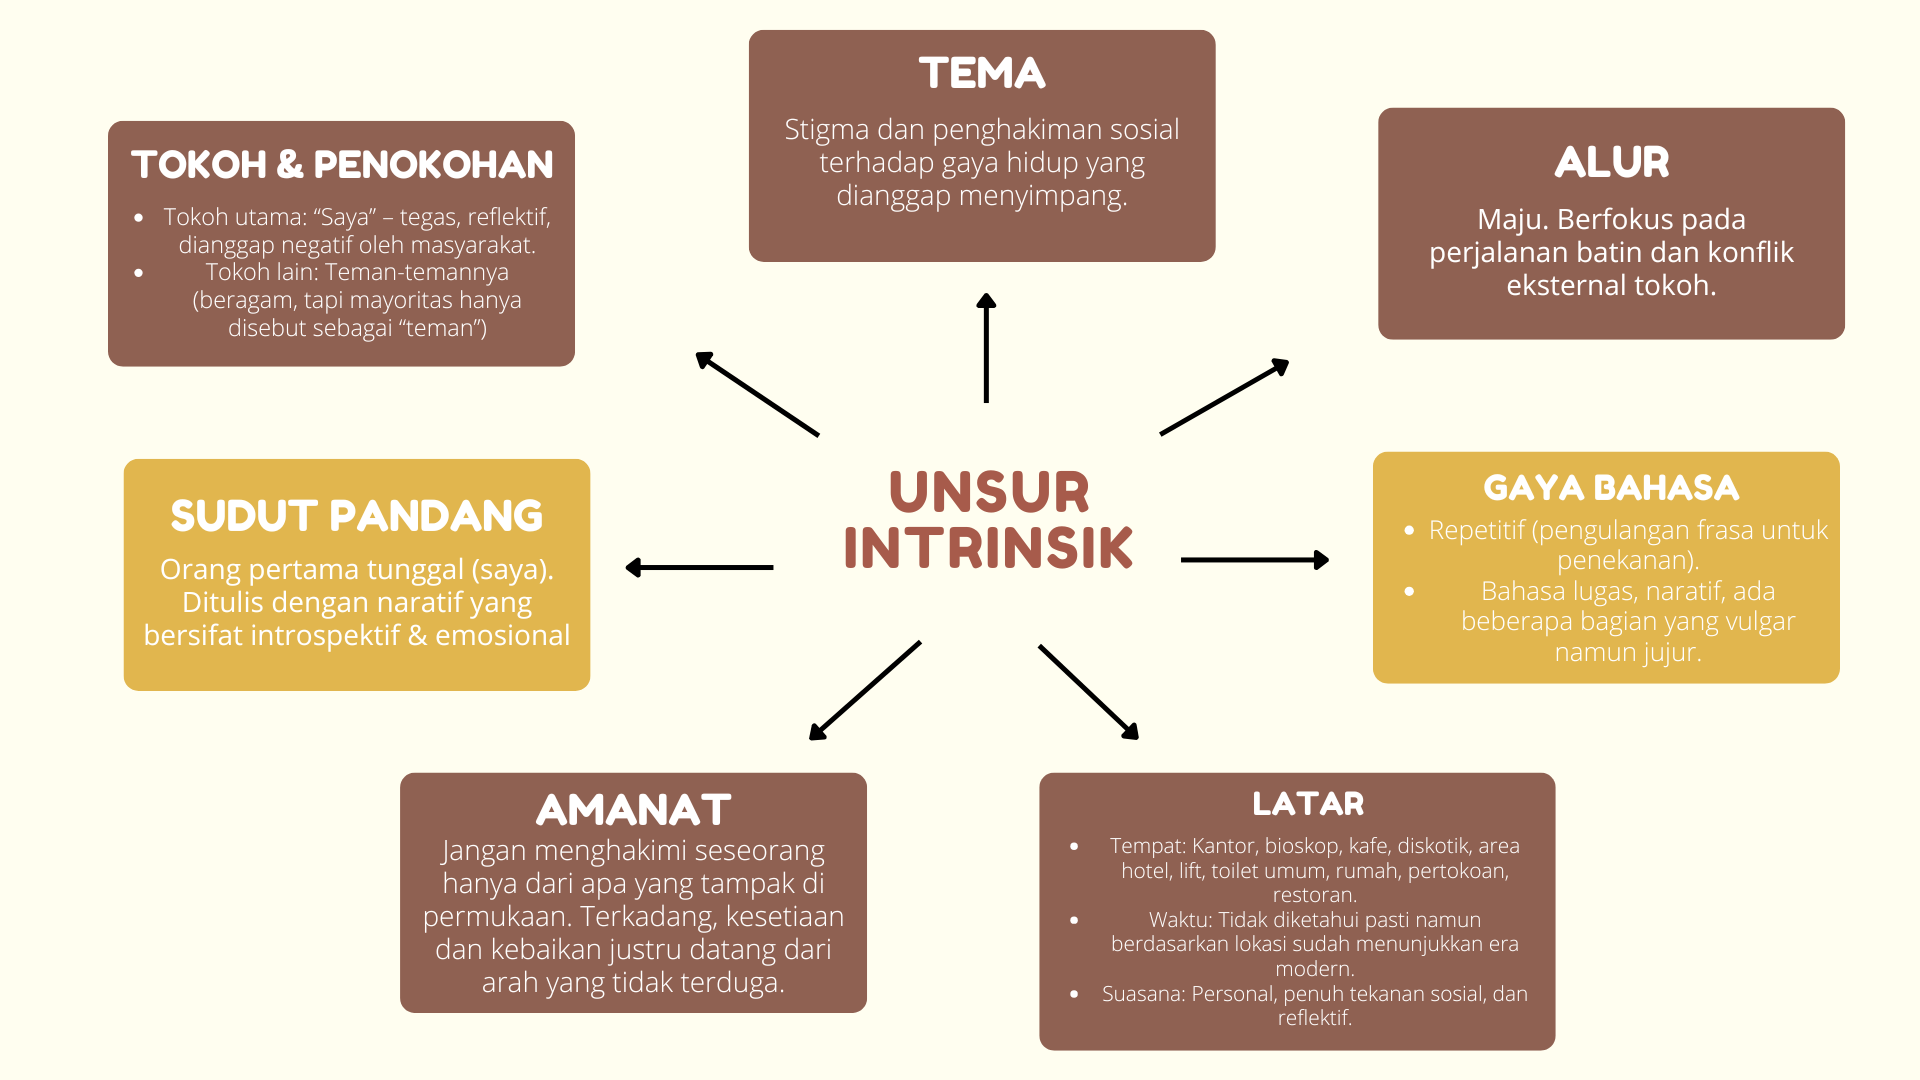 TEMA
Stigma dan penghakiman sosial
terhadap gaya hidup yang
dianggap menyimpang.
TOKOH & PENOKOHAN
• Tokoh utama: “Saya” – tegas, reflektif,
dianggap negatif oleh masyarakat.
• Tokoh lain: Teman-temannya
(beragam, tapi mayoritas hanya
disebut sebagai “teman”)
ALUR
Maju. Berfokus pada
perjalanan batin dan konflik
eksternal tokoh.
UNSUR
INTRINSIK
SUDUT PANDANG
Orang pertama tunggal (saya).
Ditulis dengan naratif yang
bersifat introspektif & emosional
GAYA BAHASA
• Repetitif (pengulangan frasa untuk
penekanan).
• Bahasa lugas, naratif, ada
beberapa bagian yang vulgar
namun jujur.
AMANAT
Jangan menghakimi seseorang
hanya dari apa yang tampak di
permukaan. Terkadang, kesetiaan
dan kebaikan justru datang dari
arah yang tidak terduga.
LATAR
• Tempat: Kantor, bioskop, kafe, diskotik, area
hotel, lift, toilet umum, rumah, pertokoan,
restoran.
• Waktu: Tidak diketahui pasti namun
berdasarkan lokasi sudah menunjukkan era
modern.
• Suasana: Personal, penuh tekanan sosial, dan
reflektif.